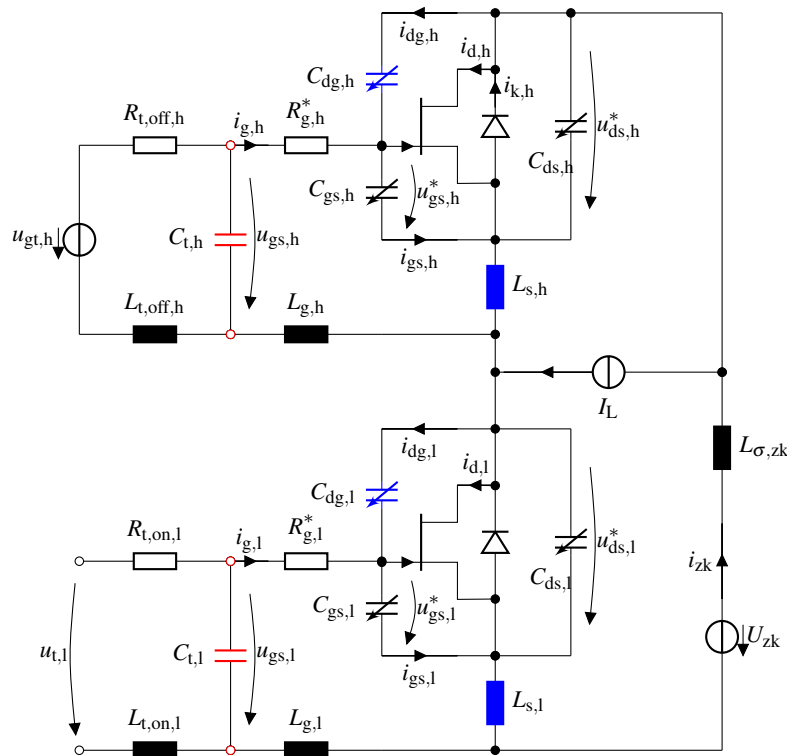 i_dg,h
i_d,h
C_dg,h
i_k,h
R_t,off,h
i_g,h
R*_g,h
u*_ds,h
C_ds,h
C_gs,h
u*_gs,h
u_gt,h
C_t,h
u_gs,h
i_gs,h
L_s,h
L_t,off,h
L_g,h
I_L
i_dg,l
i_d,l
L_σ,zk
C_dg,l
R_t,on,l
i_g,l
R*_g,l
u*_ds,l
i_zk
C_ds,l
C_gs,l
u*_gs,l
u_t,l
C_t,l
u_gs,l
i_gs,l
U_zk
L_s,l
L_t,on,l
L_g,l